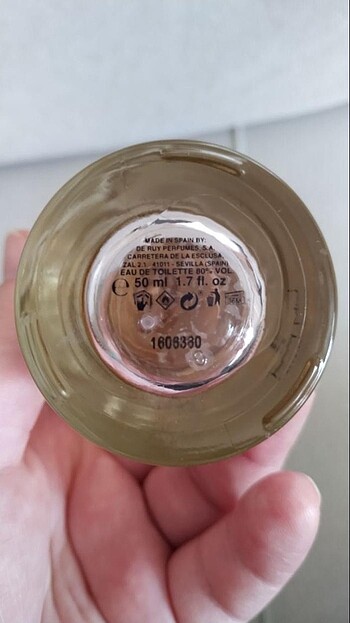 MADE IN SPAIN BY:
DE RUY PERFUMES, S.A.
CARRETERA DE LA ESCLUSA,
ZAL 2.1 - 41011 - SEVILLA (SPAIN)
EAU DE TOILETTE 80% VOL.
℮ 50 ml 1.7 fl. oz
1606330